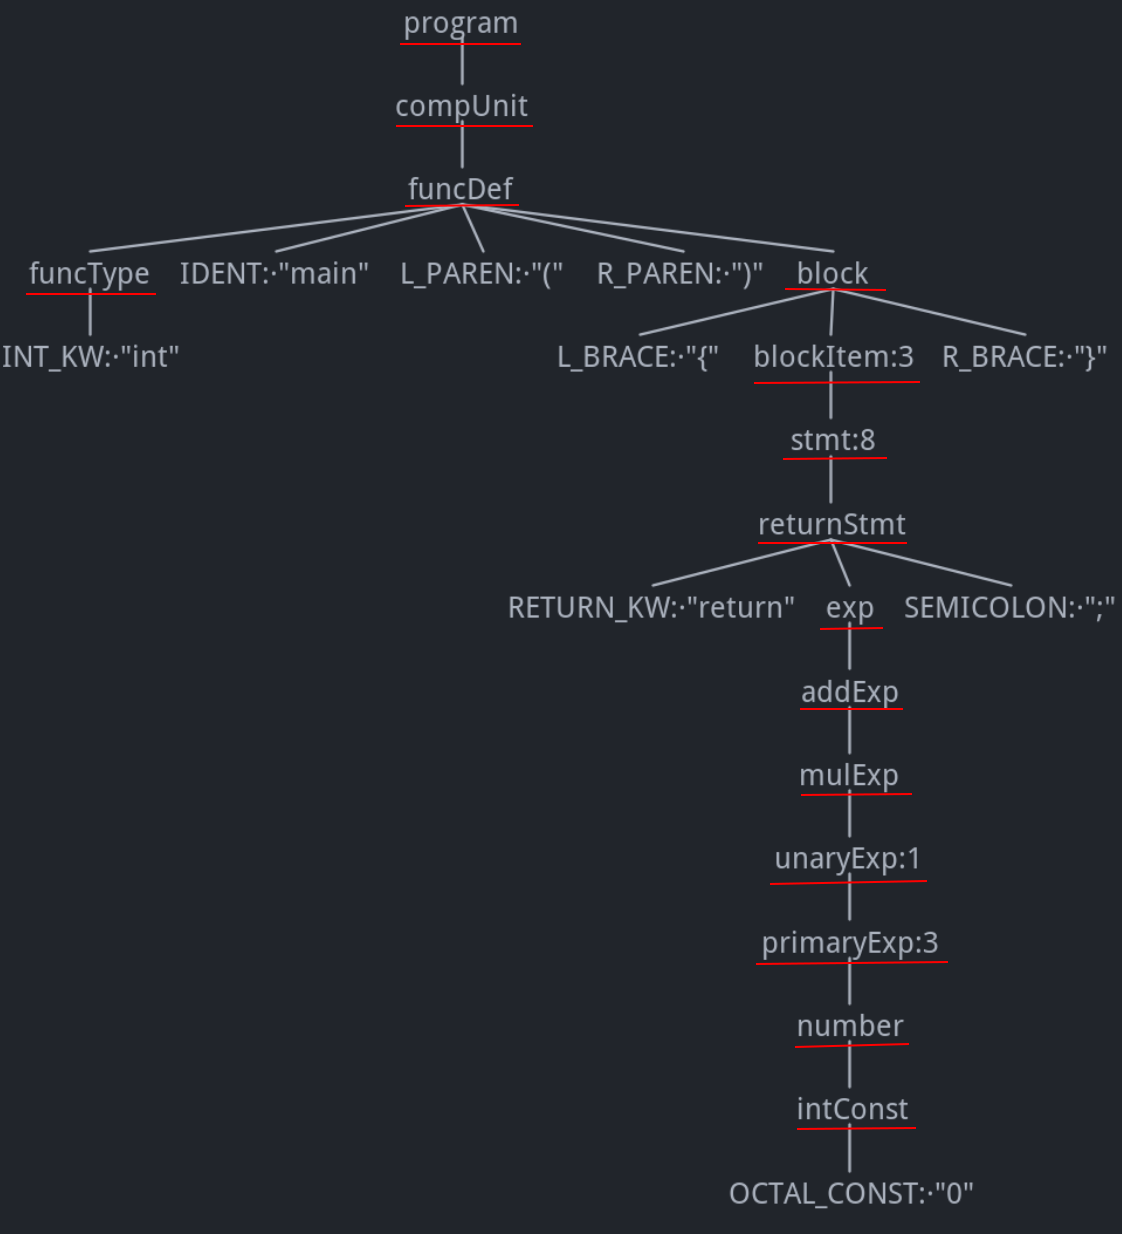 program
compUnit
funcDef
funcType IDENT:·"main" L_PAREN:·"(" R_PAREN:·")" block
INT_KW:·"int" L_BRACE:·"{" blockItem:3 R_BRACE:·"}"
stmt:8
returnStmt
RETURN_KW:·"return" exp SEMICOLON:·";"
addExp
mulExp
unaryExp:1
primaryExp:3
number
intConst
OCTAL_CONST:·"0"